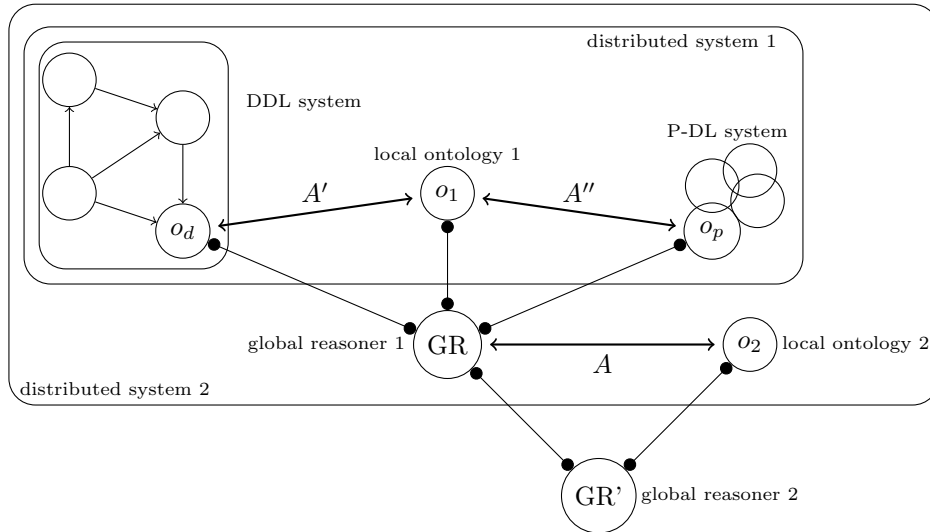 distributed system 1
DDL system
P-DL system
local ontology 1
A′
o1
A′′
od
op
global reasoner 1
GR
A
o2
local ontology 2
distributed system 2
GR'
global reasoner 2